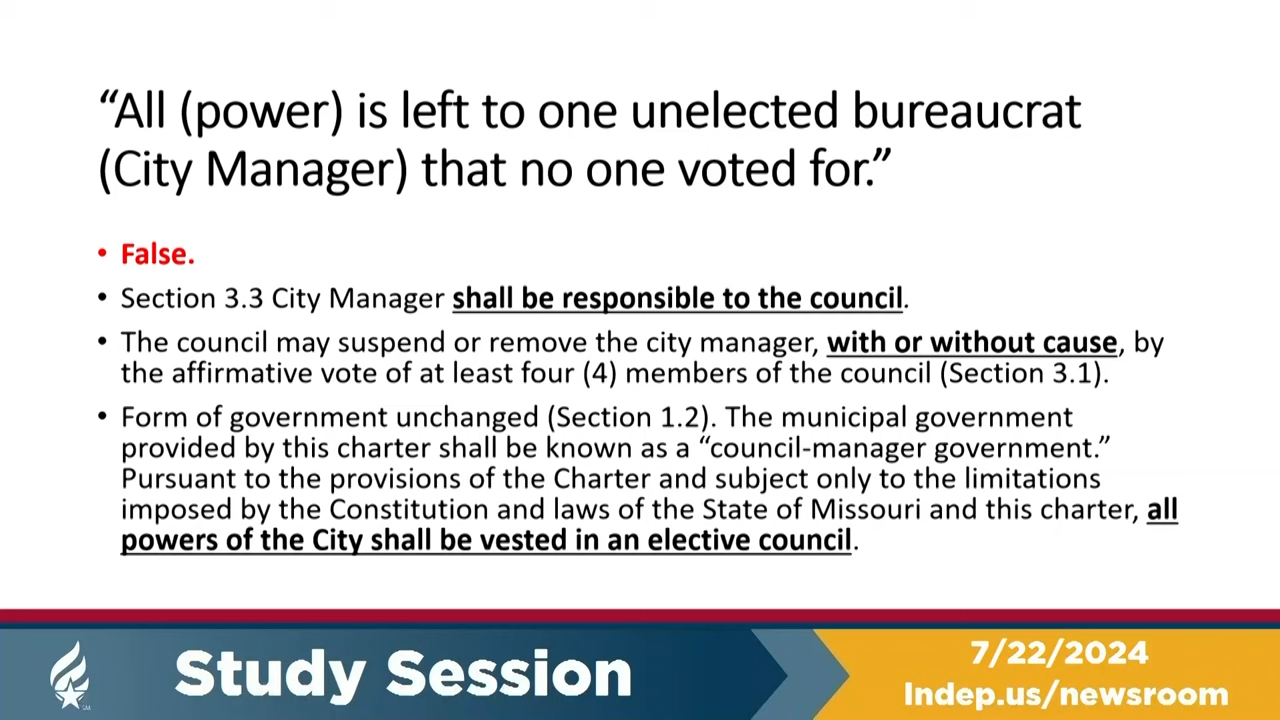 “All (power) is left to one unelected bureaucrat
(City Manager) that no one voted for.”
• False.
• Section 3.3 City Manager shall be responsible to the council.
• The council may suspend or remove the city manager, with or without cause, by
the affirmative vote of at least four (4) members of the council (Section 3.1).
• Form of government unchanged (Section 1.2). The municipal government
provided by this charter shall be known as a “council-manager government.”
Pursuant to the provisions of the Charter and subject only to the limitations
imposed by the Constitution and laws of the State of Missouri and this charter, all
powers of the City shall be vested in an elective council.
Study Session
7/22/2024
Indep.us/newsroom